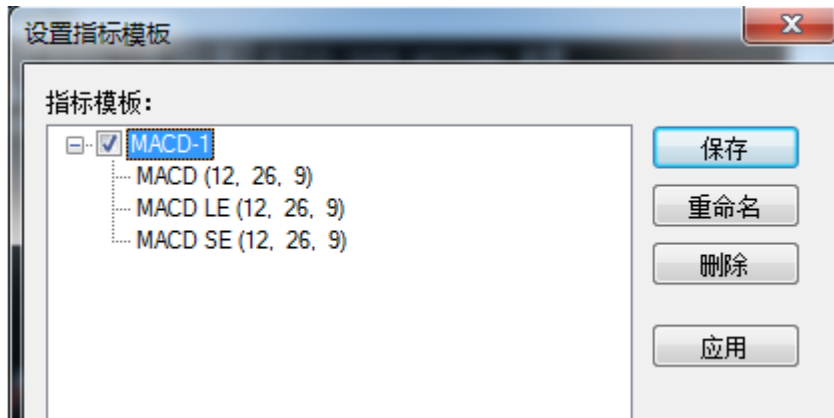 设置指标模板
指标模板：
MACD-1
MACD (12, 26, 9)
MACD LE (12, 26, 9)
MACD SE (12, 26, 9)
保存
重命名
删除
应用